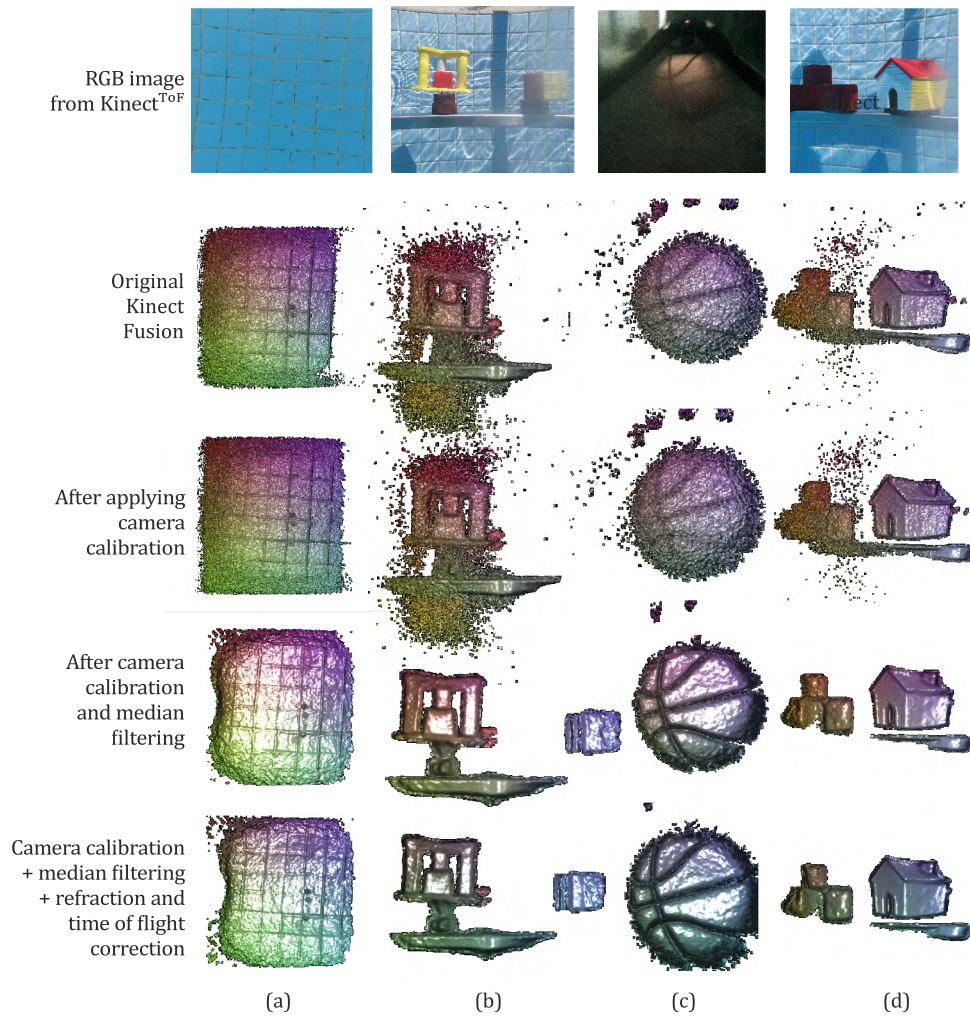 RGB image
from Kinect^ToF
Kinect
Original
Kinect
Fusion
After applying
camera
calibration
After camera
calibration
and median
filtering
Camera calibration
+ median filtering
+ refraction and
time of flight
correction
(a) (b) (c) (d)